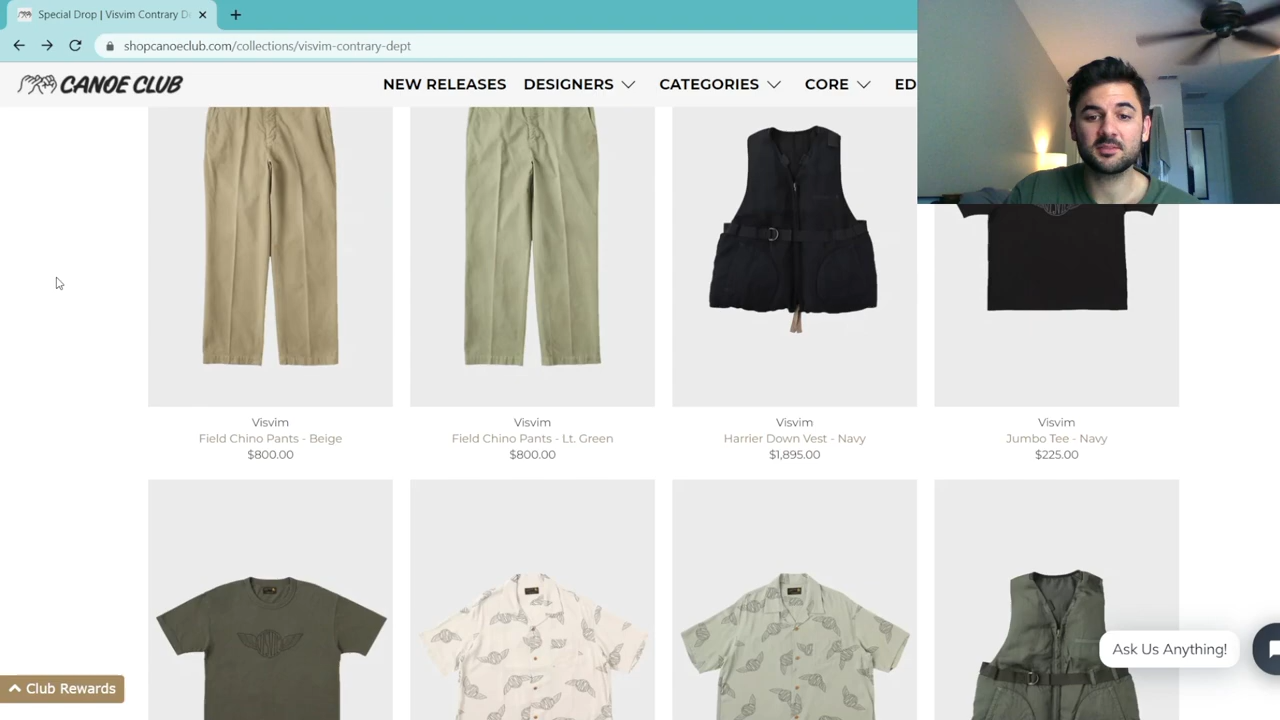 Special Drop | Visvim Contrary D
shopcanoeclub.com/collections/visvim-contrary-dept
CANOE CLUB
NEW RELEASES
DESIGNERS
CATEGORIES
CORE
ED
Visvim
Field Chino Pants - Beige
$800.00
Visvim
Field Chino Pants - Lt. Green
$800.00
Visvim
Harrier Down Vest - Navy
$1,895.00
Visvim
Jumbo Tee - Navy
$225.00
Ask Us Anything!
Club Rewards